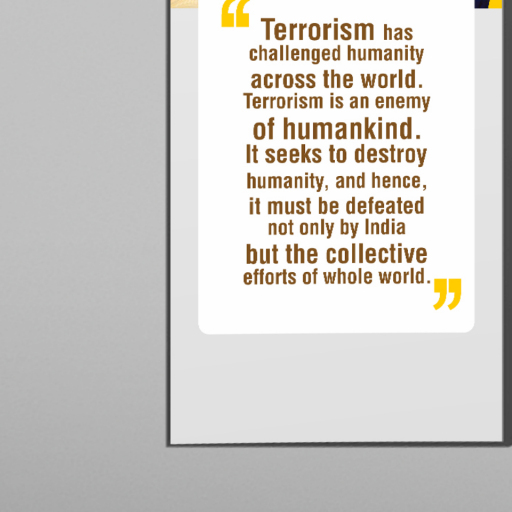 “
Terrorism has
challenged humanity
across the world.
Terrorism is an enemy
of humankind.
It seeks to destroy
humanity, and hence,
it must be defeated
not only by India
but the collective
efforts of whole world.
”